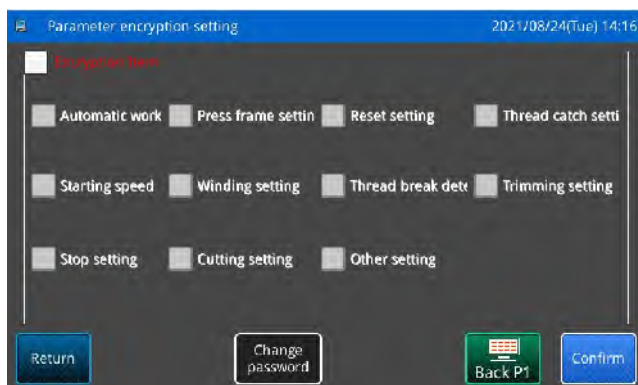 Parameter encryption setting 2021/08/24(Tue) 14:16
Encryption item
Automatic work Press frame settin Reset setting Thread catch setti
Starting speed Winding setting Thread break dete Trimming setting
Stop setting Cutting setting Other setting
Return Change password Back P1 Confirm